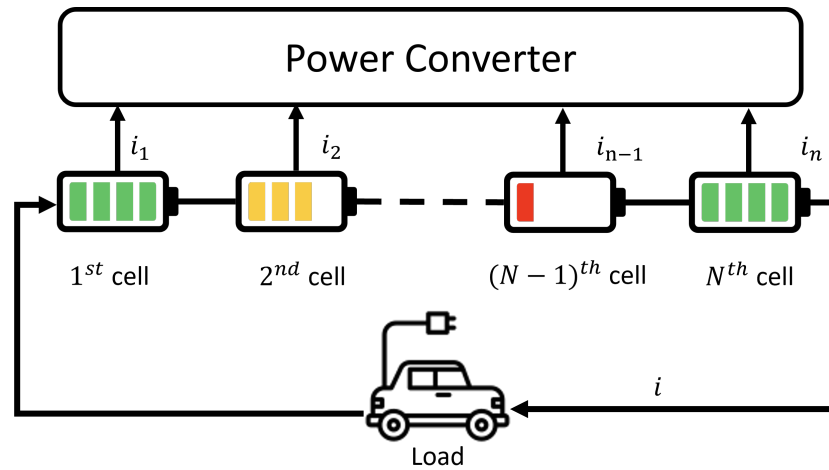 Power Converter
i₁ i₂ iₙ₋₁ iₙ
1ˢᵗ cell 2ⁿᵈ cell (N − 1)ᵗʰ cell Nᵗʰ cell
i
Load